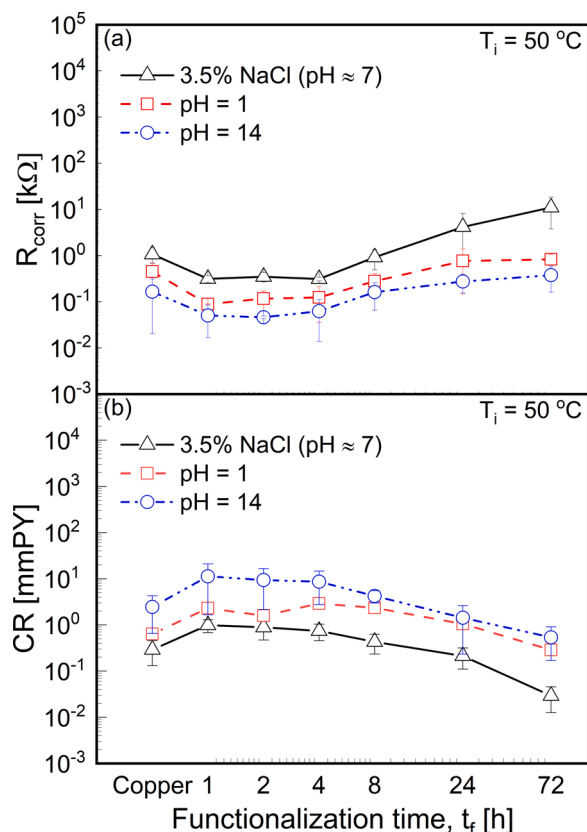 (a)
T_i = 50 °C
3.5% NaCl (pH ≈ 7)
pH = 1
pH = 14
R_corr [kΩ]
10^5
10^4
10^3
10^2
10^1
10^0
10^-1
10^-2
10^-3
(b)
T_i = 50 °C
3.5% NaCl (pH ≈ 7)
pH = 1
pH = 14
CR [mmPY]
10^4
10^3
10^2
10^1
10^0
10^-1
10^-2
10^-3
Copper 1 2 4 8 24 72
Functionalization time, t_f [h]